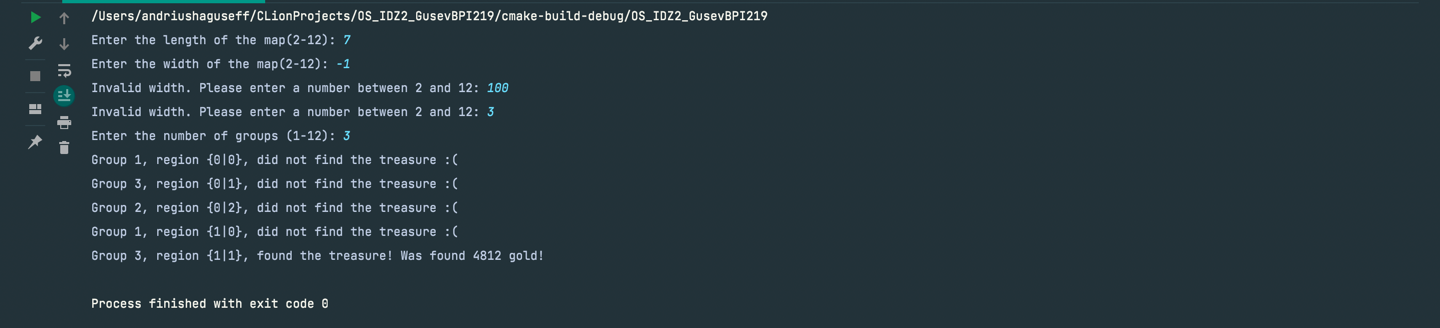 /Users/andriushaguseff/CLionProjects/OS_IDZ2_GusevBPI219/cmake-build-debug/OS_IDZ2_GusevBPI219
Enter the length of the map(2-12): 7
Enter the width of the map(2-12): -1
Invalid width. Please enter a number between 2 and 12: 100
Invalid width. Please enter a number between 2 and 12: 3
Enter the number of groups (1-12): 3
Group 1, region {0|0}, did not find the treasure :(
Group 3, region {0|1}, did not find the treasure :(
Group 2, region {0|2}, did not find the treasure :(
Group 1, region {1|0}, did not find the treasure :(
Group 3, region {1|1}, found the treasure! Was found 4812 gold!
Process finished with exit code 0